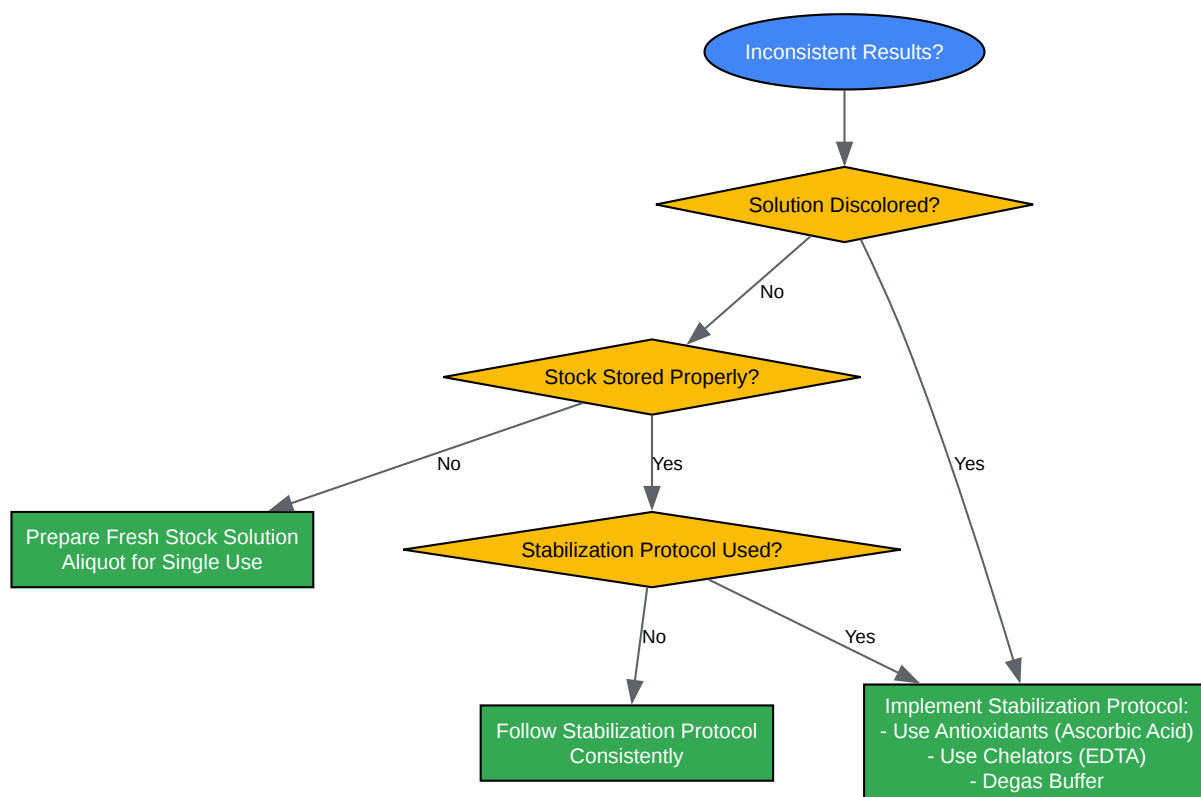 Inconsistent Results?
Solution Discolored?
No
Stock Stored Properly?
No
Yes
Yes
Prepare Fresh Stock Solution
Aliquot for Single Use
Stabilization Protocol Used?
No
Yes
Follow Stabilization Protocol
Consistently
Implement Stabilization Protocol:
- Use Antioxidants (Ascorbic Acid)
- Use Chelators (EDTA)
- Degas Buffer